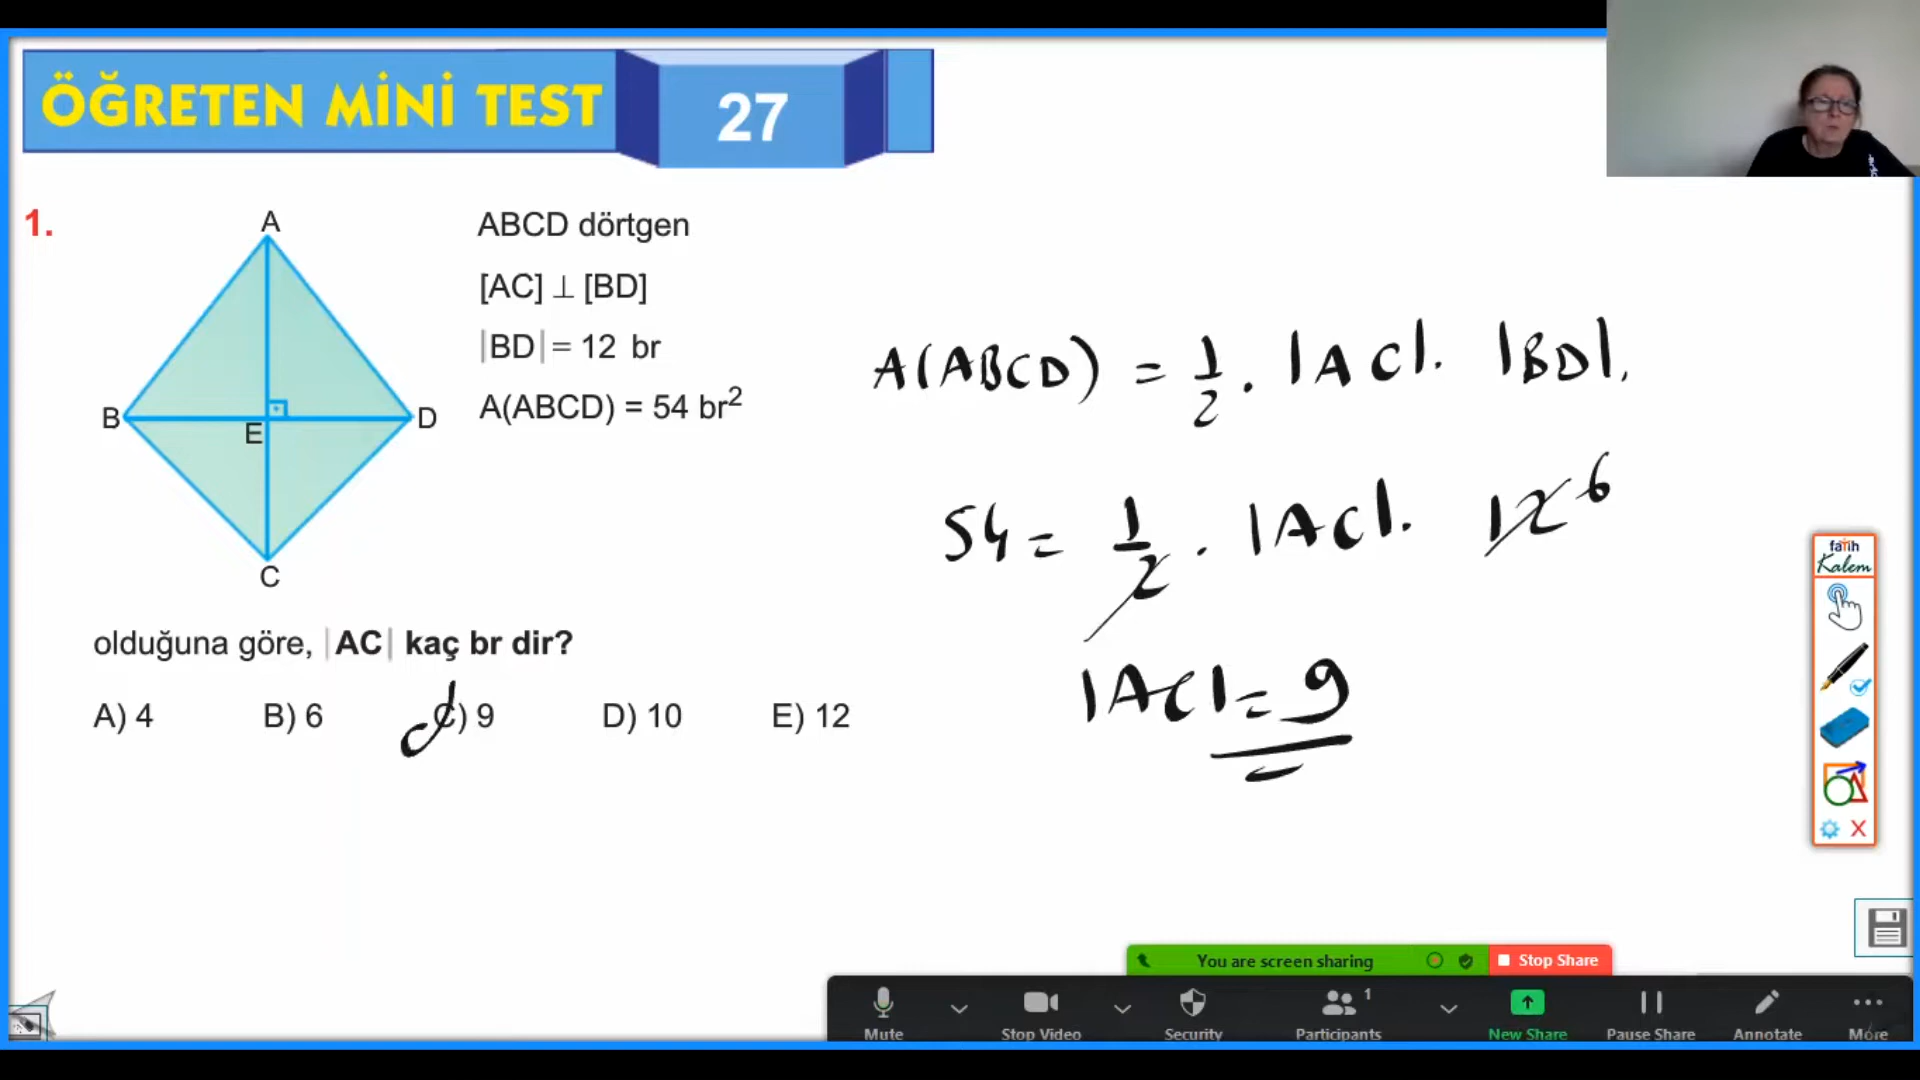 ÖĞRETEN MİNİ TEST 27
1.
A
B
E
D
C
ABCD dörtgen
[AC] ⊥ [BD]
|BD| = 12 br
A(ABCD) = 54 br²
olduğuna göre, |AC| kaç br dir?
A) 4 B) 6 C) 9 D) 10 E) 12
A(ABCD) = 1/2 . |AC|. |BD|.
54 = 1/2 . |AC|. 12 6
|AC| = 9
fatih
Kalem
You are screen sharing
Stop Share
Mute
Stop Video
Security
Participants 1
New Share
Pause Share
Annotate
More